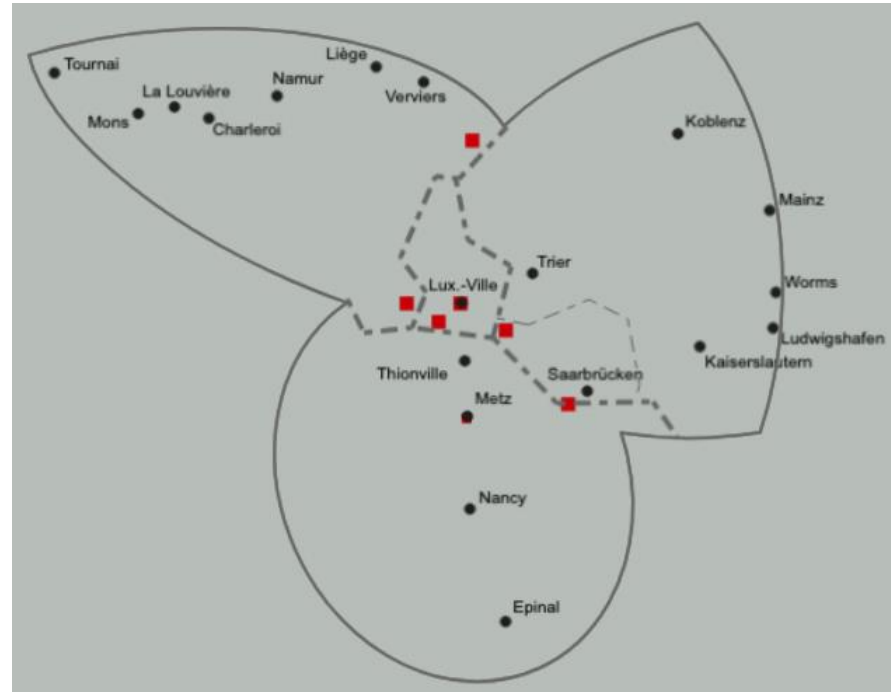 Liège
Tournai
Namur
La Louvière
Verviers
Mons
Charleroi
Koblenz
Mainz
Trier
Lux.-Ville
Worms
Ludwigshafen
Kaiserslautern
Thionville
Saarbrücken
Metz
Nancy
Epinal